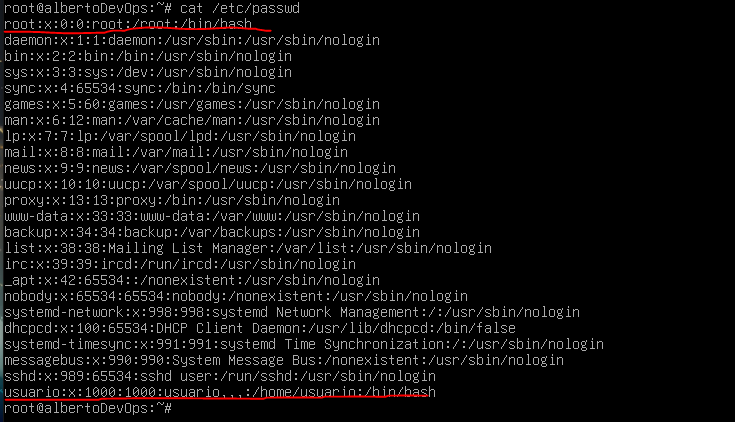 root@albertoDevOps:~# cat /etc/passwd
root:x:0:0:root:/root:/bin/bash
daemon:x:1:1:daemon:/usr/sbin:/usr/sbin/nologin
bin:x:2:2:bin:/bin:/usr/sbin/nologin
sys:x:3:3:sys:/dev:/usr/sbin/nologin
sync:x:4:65534:sync:/bin:/bin/sync
games:x:5:60:games:/usr/games:/usr/sbin/nologin
man:x:6:12:man:/var/cache/man:/usr/sbin/nologin
lp:x:7:7:lp:/var/spool/lpd:/usr/sbin/nologin
mail:x:8:8:mail:/var/mail:/usr/sbin/nologin
news:x:9:9:news:/var/spool/news:/usr/sbin/nologin
uucp:x:10:10:uucp:/var/spool/uucp:/usr/sbin/nologin
proxy:x:13:13:proxy:/bin:/usr/sbin/nologin
www-data:x:33:33:www-data:/var/www:/usr/sbin/nologin
backup:x:34:34:backup:/var/backups:/usr/sbin/nologin
list:x:38:38:Mailing List Manager:/var/list:/usr/sbin/nologin
irc:x:39:39:ircd:/run/ircd:/usr/sbin/nologin
_apt:x:42:65534::/nonexistent:/usr/sbin/nologin
nobody:x:65534:65534:nobody:/nonexistent:/usr/sbin/nologin
systemd-network:x:998:998:systemd Network Management:/:/usr/sbin/nologin
dhcpcd:x:100:65534:DHCP Client Daemon:/usr/lib/dhcpcd:/bin/false
systemd-timesync:x:991:991:systemd Time Synchronization:/:/usr/sbin/nologin
messagebus:x:990:990:System Message Bus:/nonexistent:/usr/sbin/nologin
sshd:x:989:65534:sshd user:/run/sshd:/usr/sbin/nologin
usuario:x:1000:1000:usuario,,,:/home/usuario:/bin/bash
root@albertoDevOps:~#